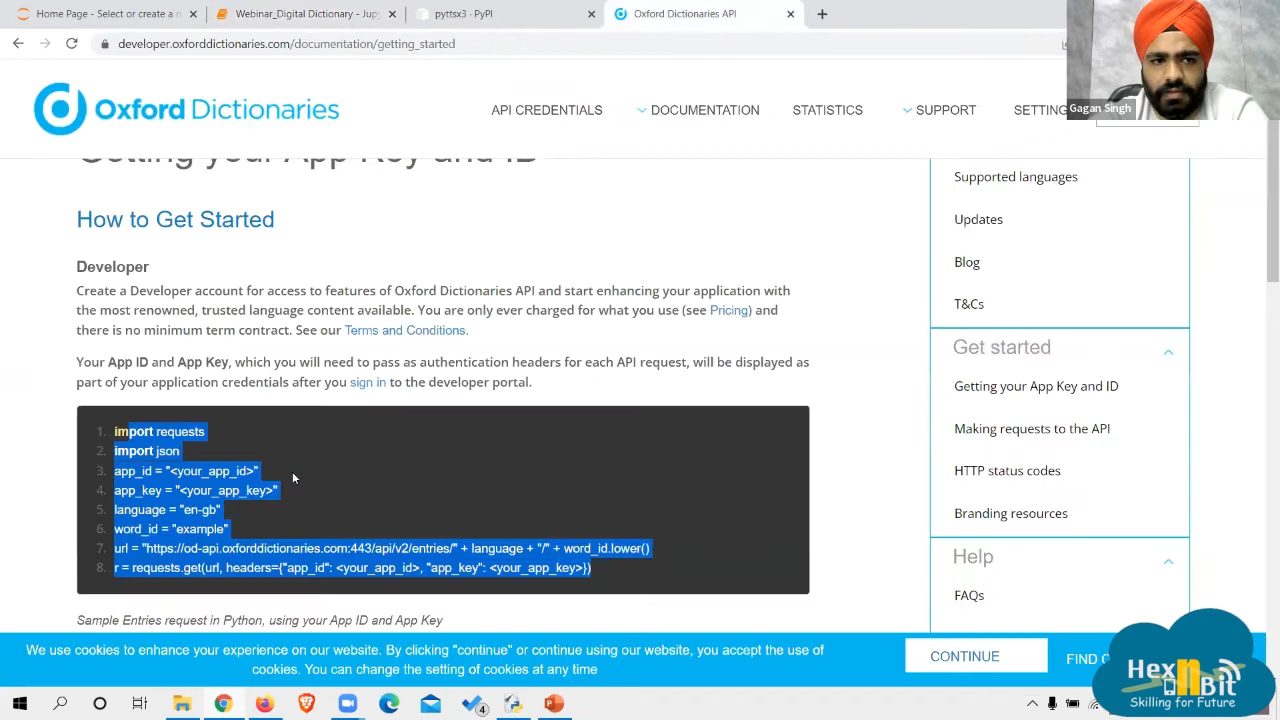 Home Page - Select or create a n
Webinar_Digital Dictionary - Jup
pyttsx3 · PyPI
Oxford Dictionaries API
developer.oxforddictionaries.com/documentation/getting_started
Gagan Singh
Oxford Dictionaries
API CREDENTIALS
DOCUMENTATION
STATISTICS
SUPPORT
SETTING
Getting your App Key and ID
How to Get Started
Developer
Create a Developer account for access to features of Oxford Dictionaries API and start enhancing your application with
the most renowned, trusted language content available. You are only ever charged for what you use (see Pricing) and
there is no minimum term contract. See our Terms and Conditions.
Your App ID and App Key, which you will need to pass as authentication headers for each API request, will be displayed as
part of your application credentials after you sign in to the developer portal.
1. import requests
2. import json
3. app_id = "<your_app_id>"
4. app_key = "<your_app_key>"
5. language = "en-gb"
6. word_id = "example"
7. url = "https://od-api.oxforddictionaries.com:443/api/v2/entries/" + language + "/" + word_id.lower()
8. r = requests.get(url, headers={"app_id": <your_app_id>, "app_key": <your_app_key>})
Sample Entries request in Python, using your App ID and App Key
Supported languages
Updates
Blog
T&Cs
Get started
Getting your App Key and ID
Making requests to the API
HTTP status codes
Branding resources
Help
FAQs
We use cookies to enhance your experience on our website. By clicking "continue" or continue using our website, you accept the use of
cookies. You can change the setting of cookies at any time
CONTINUE
FIND
4
Hex n Bit
Skilling for Future